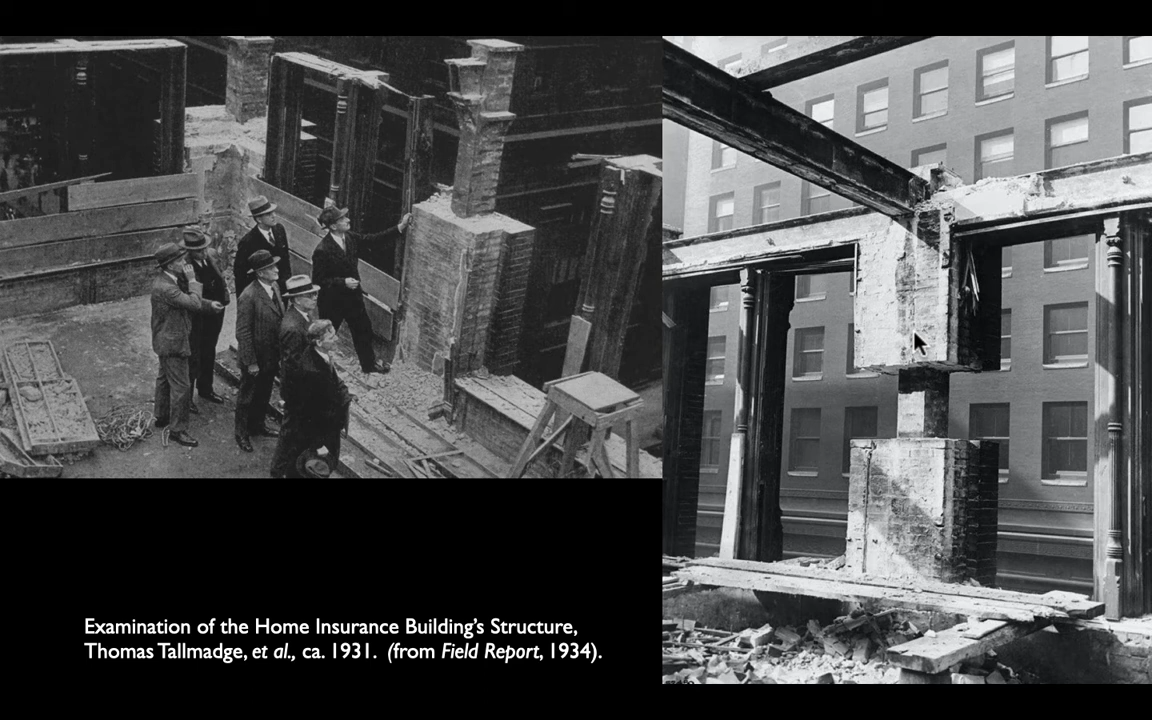 Examination of the Home Insurance Building’s Structure,
Thomas Tallmadge, et al., ca. 1931. (from Field Report, 1934).